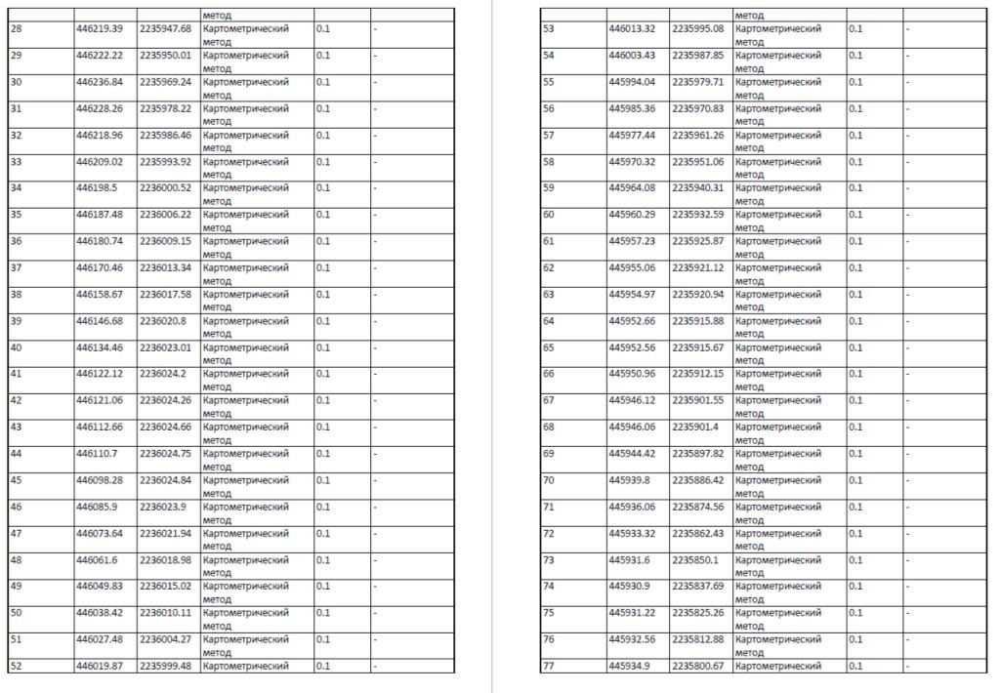 метод
28 446219.39 2235947.68 Картометрический 0.1 -
метод
29 446222.22 2235950.01 Картометрический 0.1 -
метод
30 446236.84 2235969.24 Картометрический 0.1 -
метод
31 446228.26 2235978.22 Картометрический 0.1 -
метод
32 446218.96 2235986.46 Картометрический 0.1 -
метод
33 446209.02 2235993.92 Картометрический 0.1 -
метод
34 446198.5 2236000.52 Картометрический 0.1 -
метод
35 446187.48 2236006.22 Картометрический 0.1 -
метод
36 446180.74 2236009.15 Картометрический 0.1 -
метод
37 446170.46 2236013.34 Картометрический 0.1 -
метод
38 446158.67 2236017.58 Картометрический 0.1 -
метод
39 446146.68 2236020.8 Картометрический 0.1 -
метод
40 446134.46 2236023.01 Картометрический 0.1 -
метод
41 446122.12 2236024.2 Картометрический 0.1 -
метод
42 446121.06 2236024.26 Картометрический 0.1 -
метод
43 446112.66 2236024.66 Картометрический 0.1 -
метод
44 446110.7 2236024.75 Картометрический 0.1 -
метод
45 446098.28 2236024.84 Картометрический 0.1 -
метод
46 446085.9 2236023.9 Картометрический 0.1 -
метод
47 446073.64 2236021.94 Картометрический 0.1 -
метод
48 446061.6 2236018.98 Картометрический 0.1 -
метод
49 446049.83 2236015.02 Картометрический 0.1 -
метод
50 446038.42 2236010.11 Картометрический 0.1 -
метод
51 446027.48 2236004.27 Картометрический 0.1 -
метод
52 446019.87 2235999.48 Картометрический 0.1 -
метод
53 446013.32 2235995.08 Картометрический 0.1 -
метод
54 446003.43 2235987.85 Картометрический 0.1 -
метод
55 445994.04 2235979.71 Картометрический 0.1 -
метод
56 445985.36 2235970.83 Картометрический 0.1 -
метод
57 445977.44 2235961.26 Картометрический 0.1 -
метод
58 445970.32 2235951.06 Картометрический 0.1 -
метод
59 445964.08 2235940.31 Картометрический 0.1 -
метод
60 445960.29 2235932.59 Картометрический 0.1 -
метод
61 445957.23 2235925.87 Картометрический 0.1 -
метод
62 445955.06 2235921.12 Картометрический 0.1 -
метод
63 445954.97 2235920.94 Картометрический 0.1 -
метод
64 445952.66 2235915.88 Картометрический 0.1 -
метод
65 445952.56 2235915.67 Картометрический 0.1 -
метод
66 445950.96 2235912.15 Картометрический 0.1 -
метод
67 445946.12 2235901.55 Картометрический 0.1 -
метод
68 445946.06 2235901.4 Картометрический 0.1 -
метод
69 445944.42 2235897.82 Картометрический 0.1 -
метод
70 445939.8 2235886.42 Картометрический 0.1 -
метод
71 445936.06 2235874.56 Картометрический 0.1 -
метод
72 445933.32 2235862.43 Картометрический 0.1 -
метод
73 445931.6 2235850.1 Картометрический 0.1 -
метод
74 445930.9 2235837.69 Картометрический 0.1 -
метод
75 445931.22 2235825.26 Картометрический 0.1 -
метод
76 445932.56 2235812.88 Картометрический 0.1 -
метод
77 445934.9 2235800.67 Картометрический 0.1 -